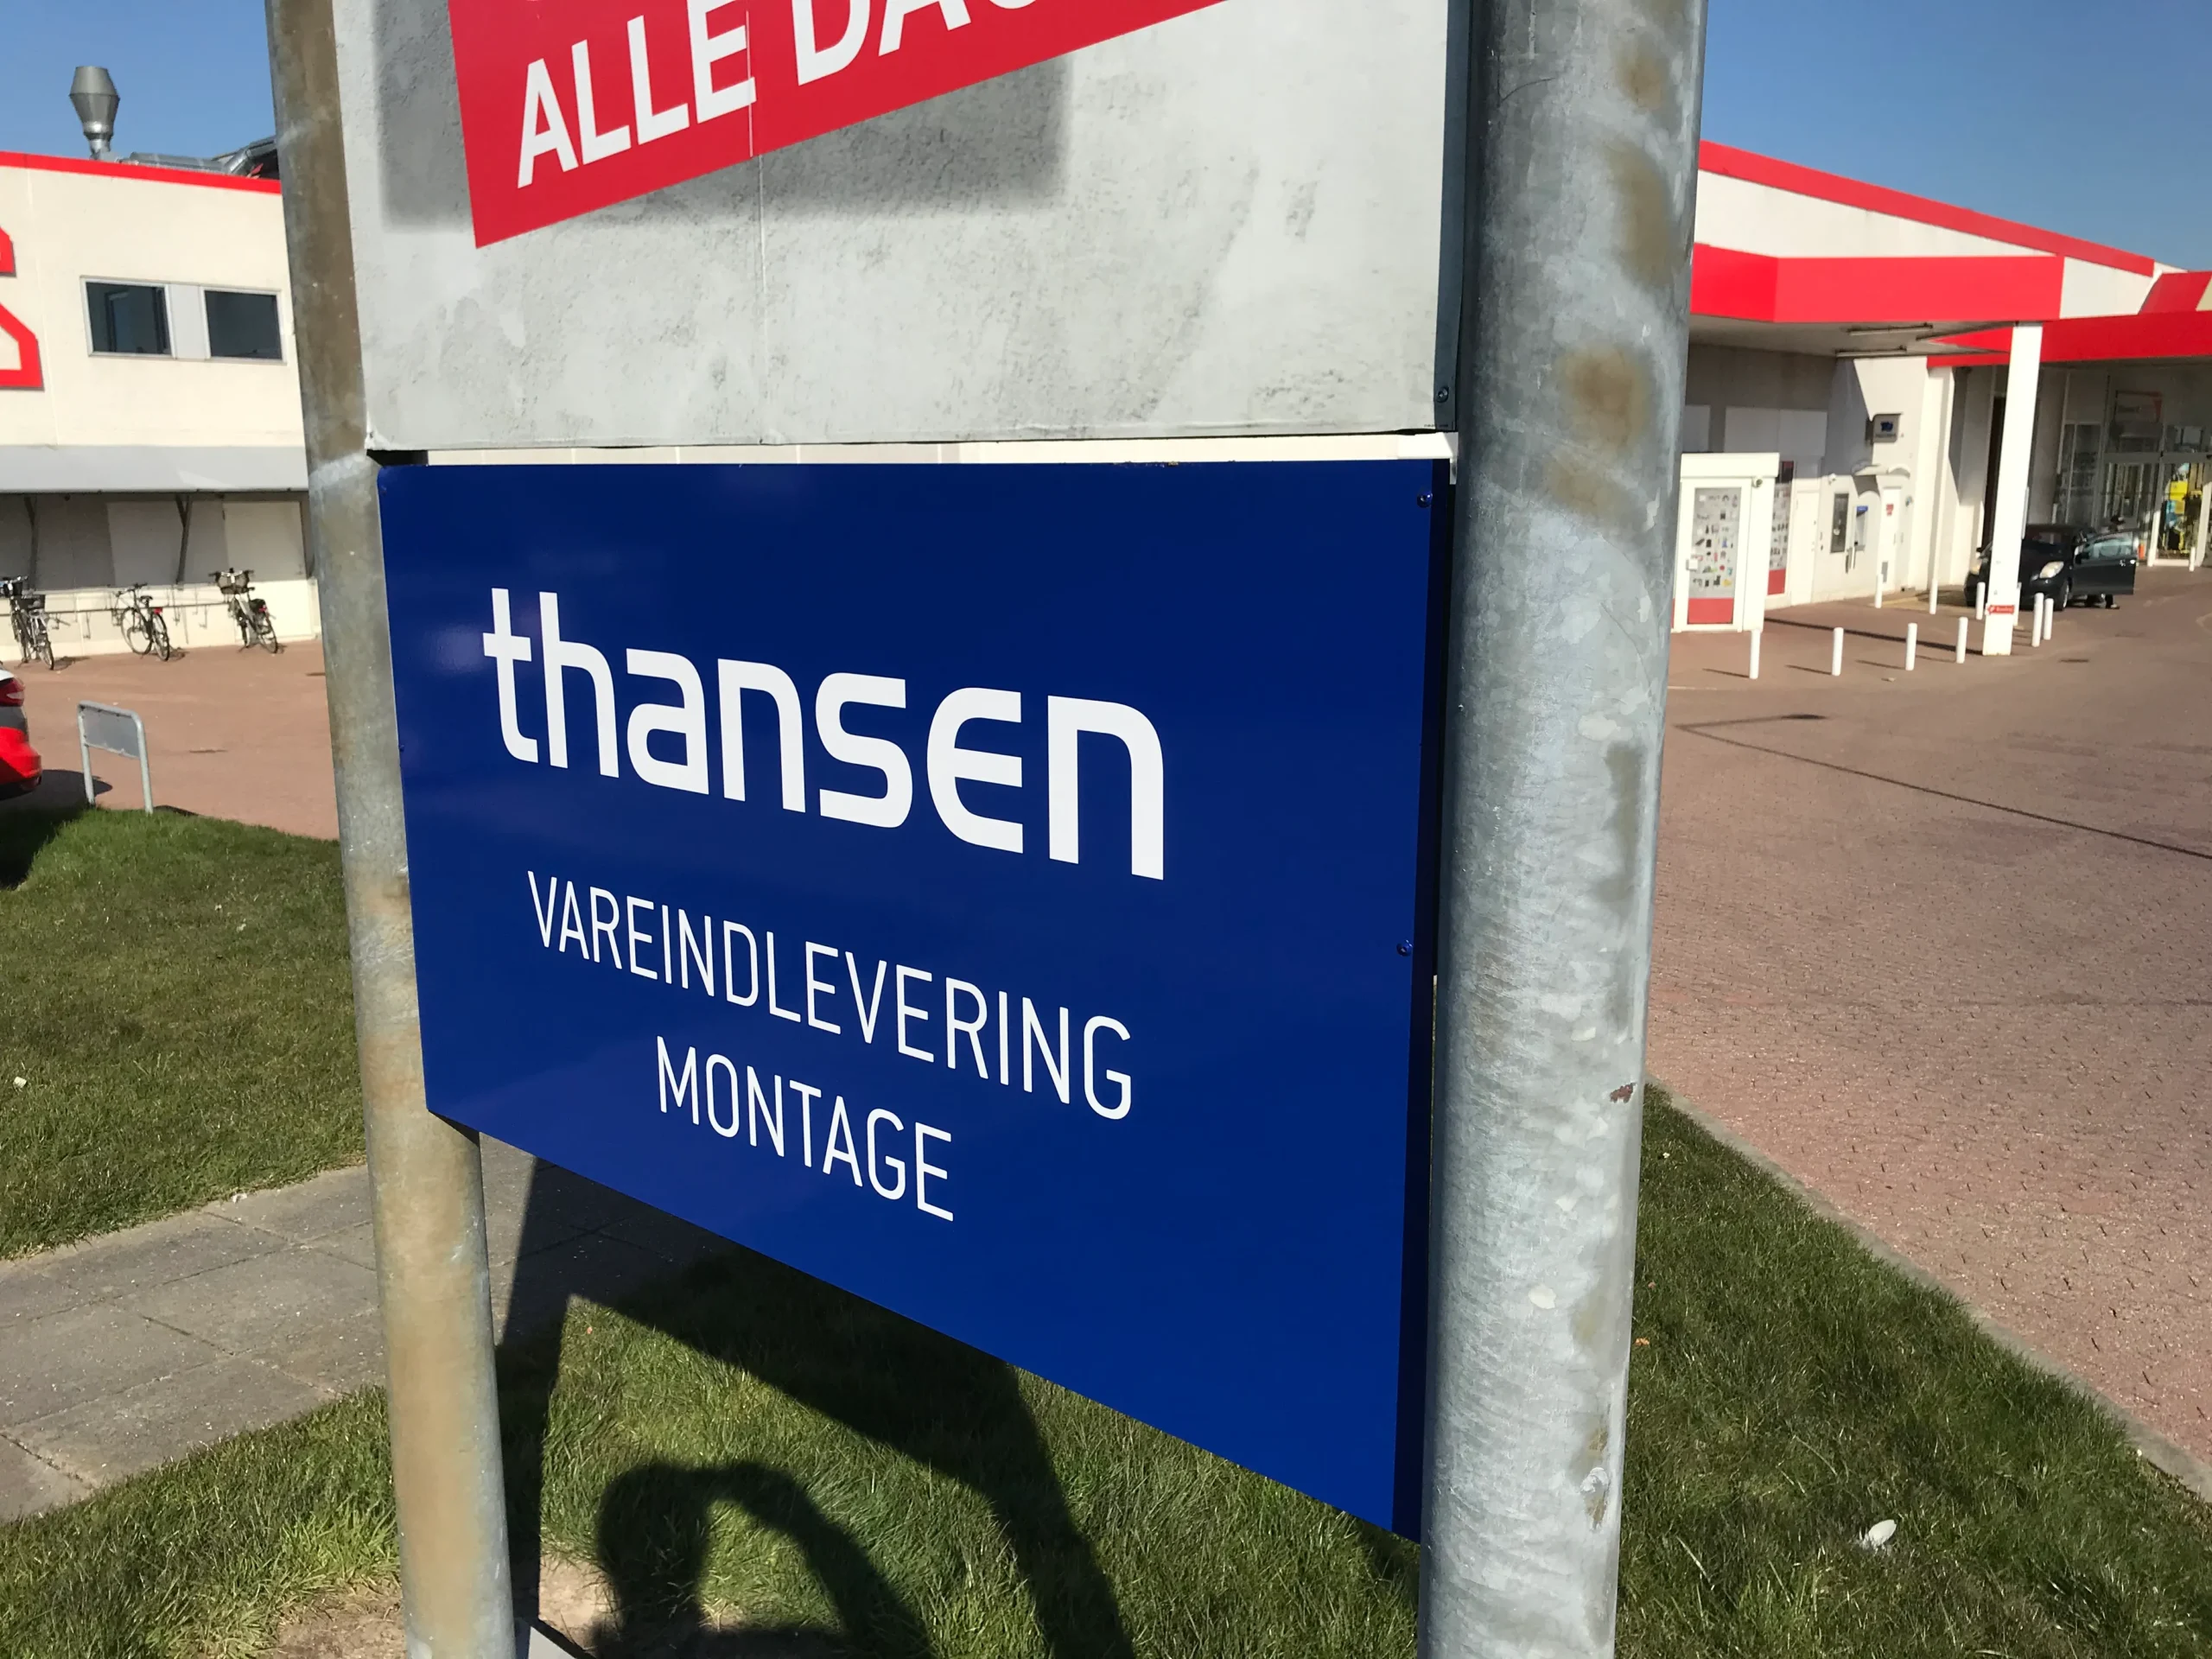 ALLE
thansen
VAREINDLEVERING
MONTAGE